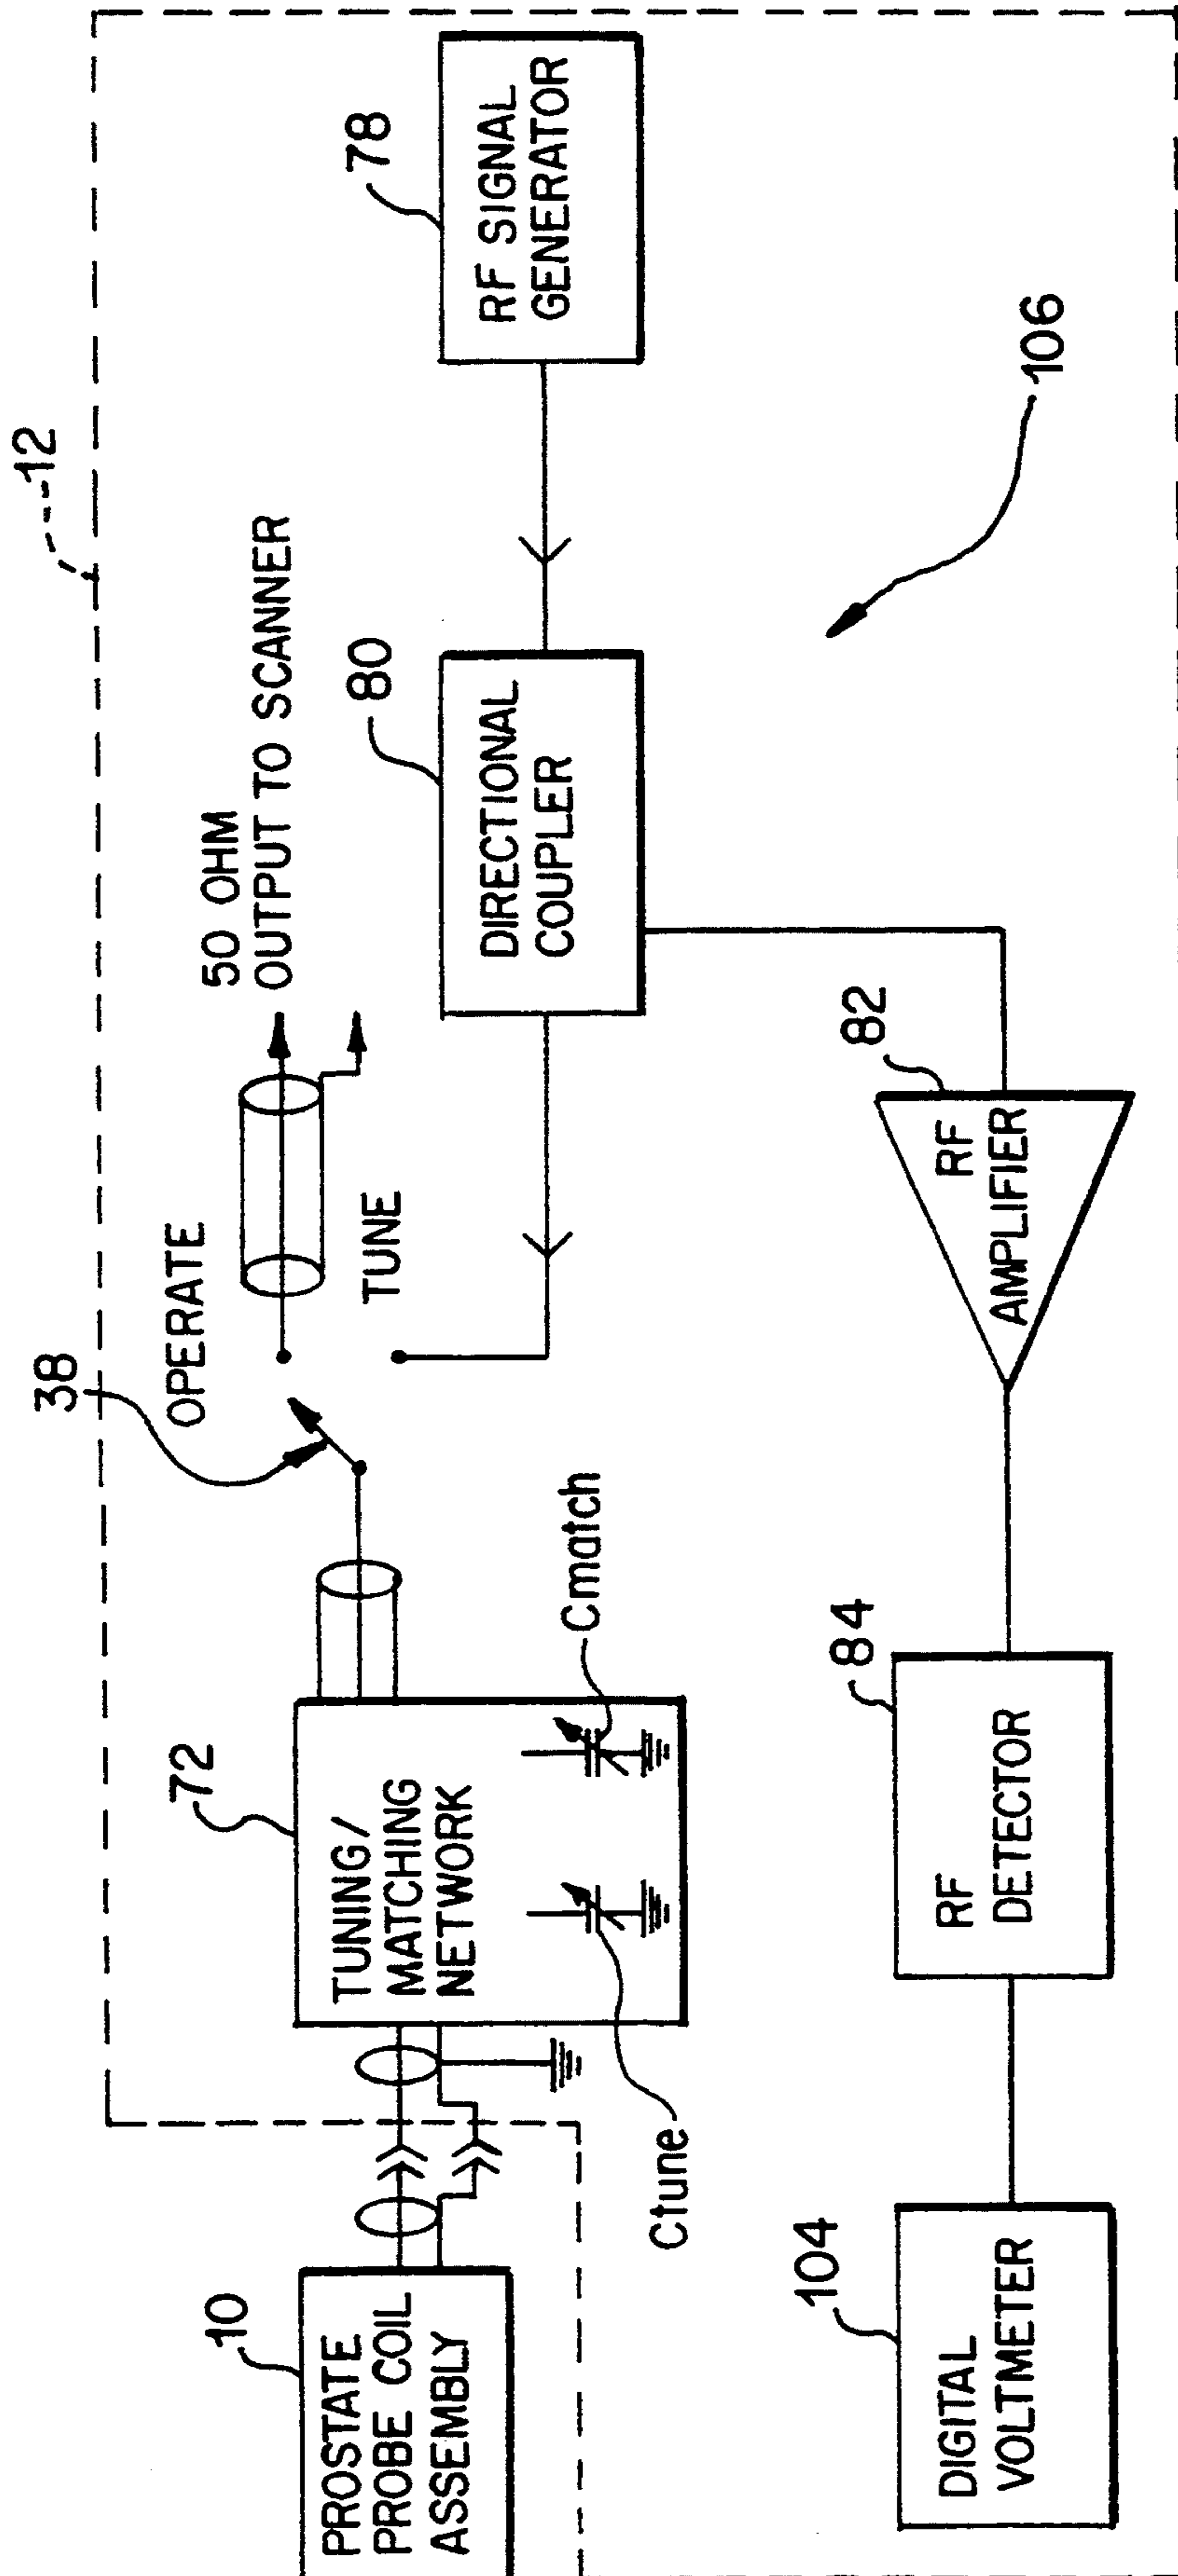 12
38
OPERATE
50 OHM
OUTPUT TO SCANNER
TUNE
10
PROSTATE
PROBE COIL
ASSEMBLY
72
TUNING/
MATCHING
NETWORK
Ctune
Cmatch
80
DIRECTIONAL
COUPLER
78
RF SIGNAL
GENERATOR
104
DIGITAL
VOLTMETER
84
RF
DETECTOR
82
RF
AMPLIFIER
106